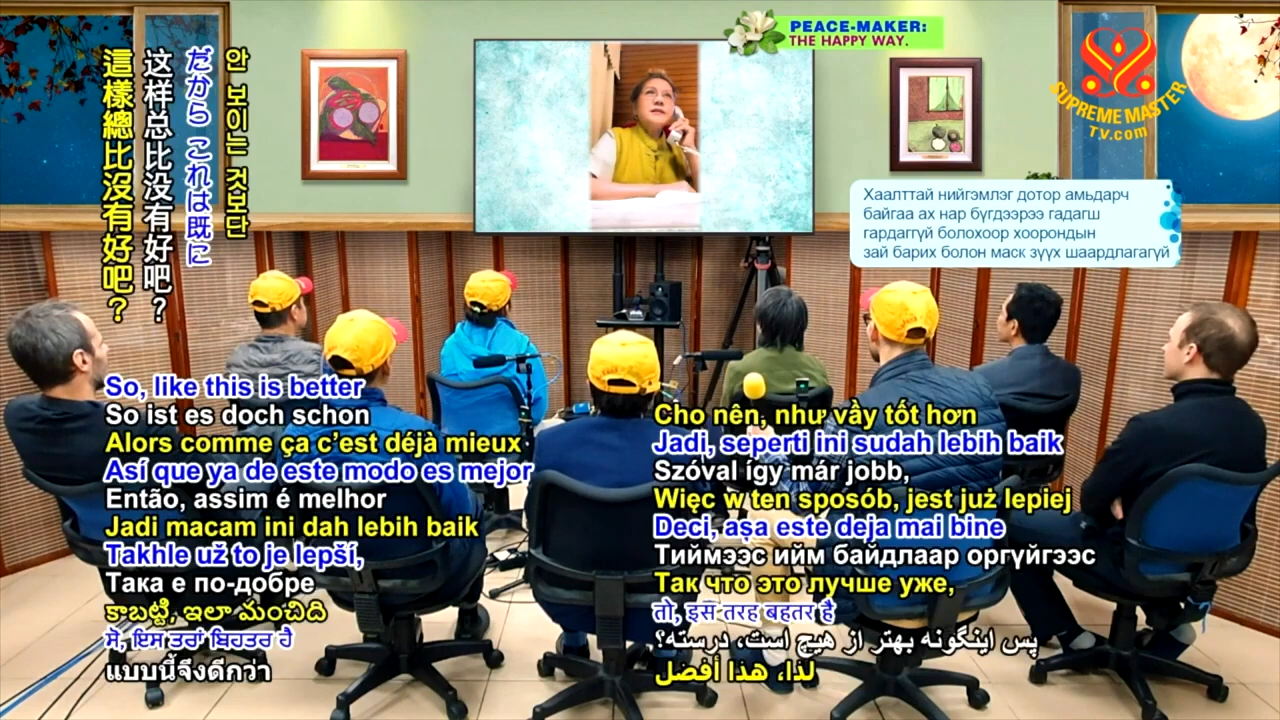 PEACE-MAKER:
THE HAPPY WAY.
SUPREME MASTER
TV.com
안 보이는 것보단
だから これは既に
这样总比没有好吧？
這樣總比沒有好吧？
Хаалттай нийгэмлэг дотор амьдарч
байгаа ах нар бүгдээрээ гадагш
гардаггүй болохоор хоорондын
зай барих болон маск зүүх шаардлагагүй
So, like this is better
So ist es doch schon
Alors comme ça c’est déjà mieux
Así que ya de este modo es mejor
Então, assim é melhor
Jadi macam ini dah lebih baik
Takhle už to je lepší,
Така е по-добре
కాబట్టి, ఇలా మంచిది
ਸੋ, ਇਸ ਤਰਾਂ ਬਿਹਤਰ ਹੈ
แบบนี้จึงดีกว่า
Cho nên, như vầy tốt hơn
Jadi, seperti ini sudah lebih baik
Szóval így már jobb,
Więc w ten sposób, jest już lepiej
Deci, așa este deja mai bine
Тиймээс ийм байдлаар оргүйгээс
Так что это лучше уже,
तो, इस तरह बहतर है
پس اینگونه بهتر از هیچ است، درسته؟
لذا، هذا أفضل